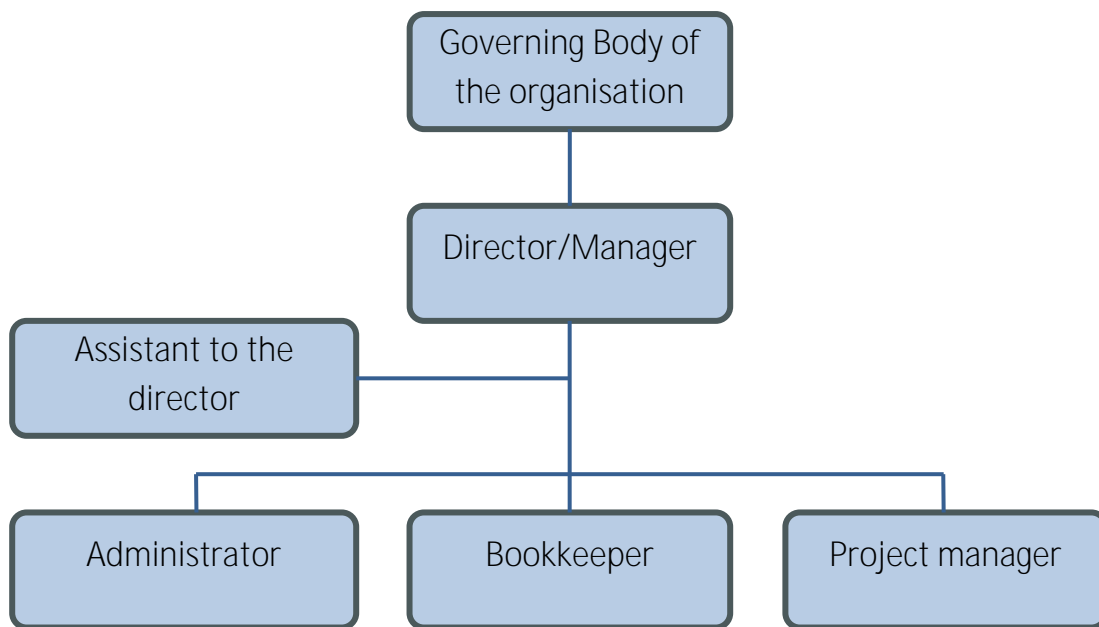 Governing Body of
the organisation
Director/Manager
Assistant to the
director
Administrator
Bookkeeper
Project manager